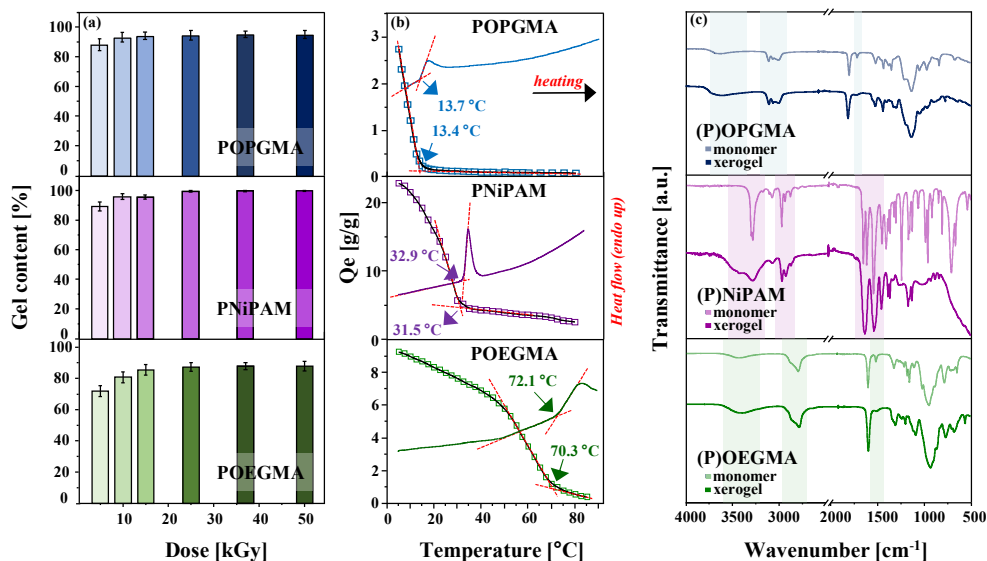 (a)
Gel content [%]
100
80
60
40
20
0
POPGMA
100
80
60
40
20
0
PNiPAM
100
80
60
40
20
0
POEGMA
10
20
30
40
50
Dose [kGy]
(b)
Qe [g/g]
3
2
1
0
POPGMA
heating
13.7 °C
13.4 °C
20
10
0
PNiPAM
32.9 °C
31.5 °C
8
6
4
2
0
POEGMA
72.1 °C
70.3 °C
0
20
40
60
80
Temperature [°C]
Heat flow (endo up)
(c)
Transmittance [a.u.]
(P)OPGMA
monomer
xerogel
(P)NiPAM
monomer
xerogel
(P)OEGMA
monomer
xerogel
4000
3000
2000
1500
1000
500
Wavenumber [cm⁻¹]